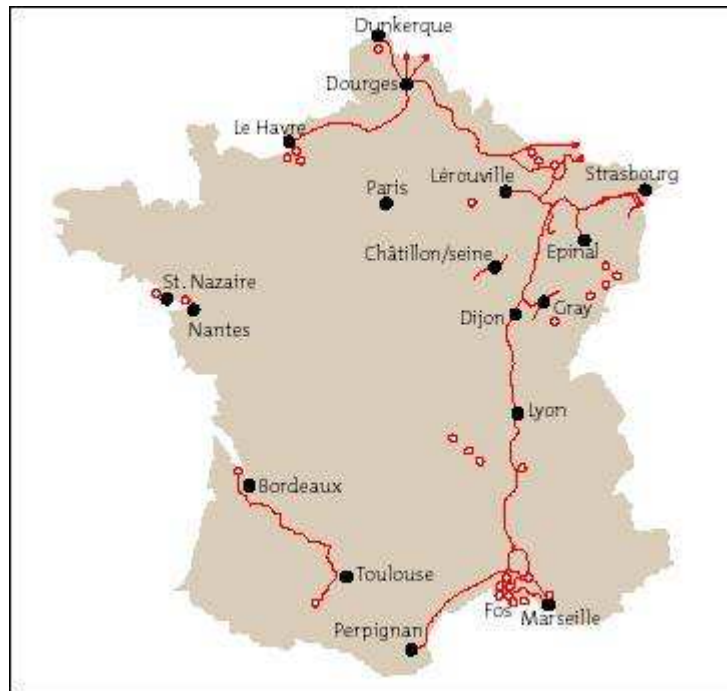 Dunkerque
Dourges
Le Havre
Lérouville
Strasbourg
Paris
Châtillon/seine
Epinal
St. Nazaire
Gray
Dijon
Nantes
Lyon
Bordeaux
Toulouse
Fos
Marseille
Perpignan